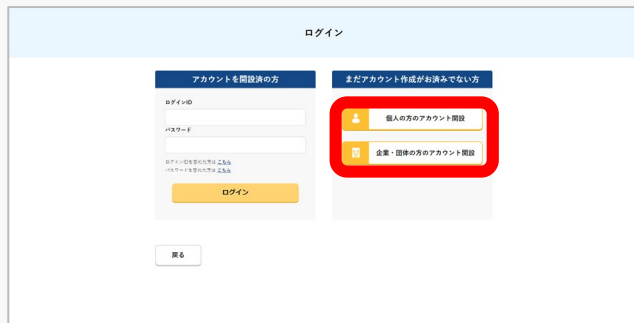 ログイン
アカウントを開設済の方
ログインID
パスワード
ログインIDを忘れた方は こちら
パスワードを忘れた方は こちら
ログイン
まだアカウント作成がお済みでない方
個人の方のアカウント開設
企業・団体の方のアカウント開設
戻る